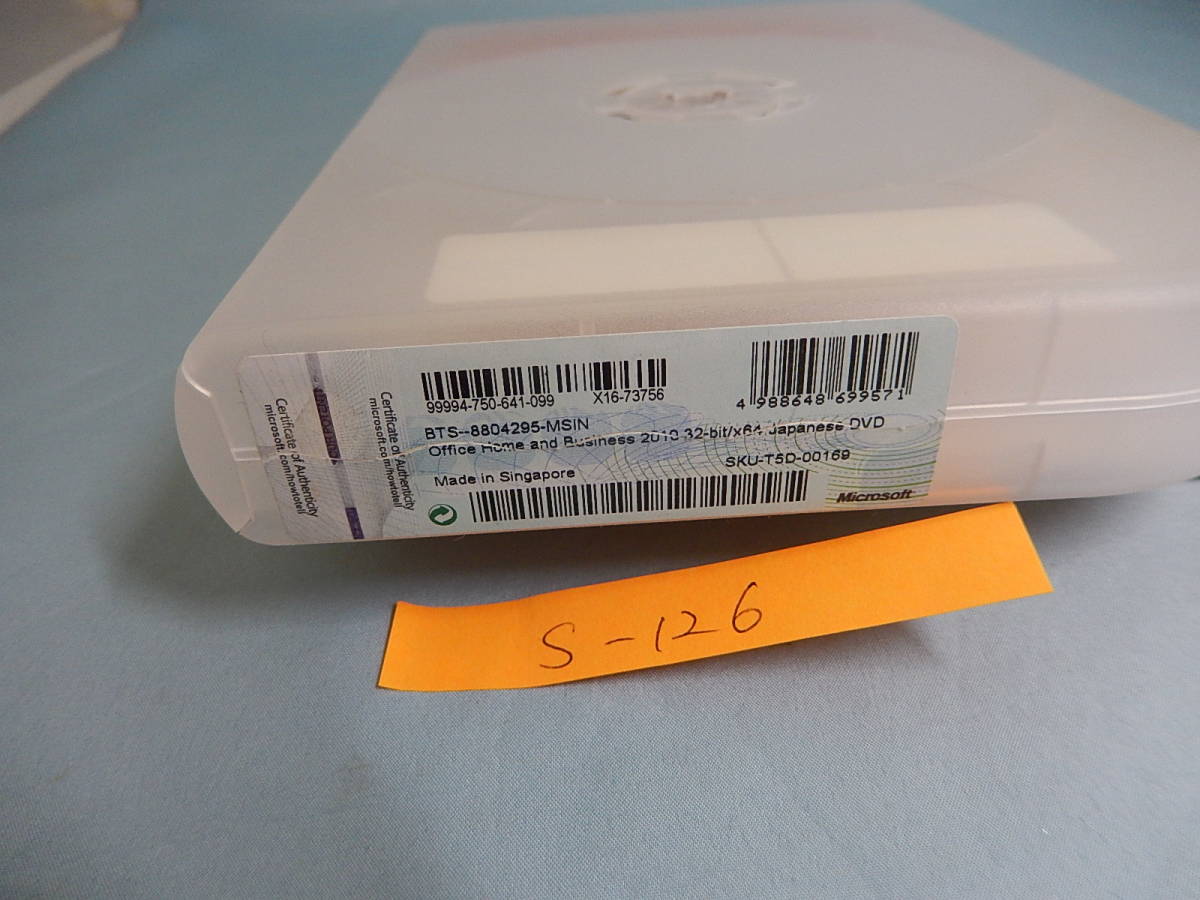 Certificate of Authenticity
microsoft.com/howtotell
Certificate of Authenticity
microsoft.com/howtotell
99994-750-641-099 X16-73756
4 988648 699571
BTS--8804295-MSIN
Office Home and Business 2010 32-bit/x64 Japanese DVD
SKU-T5D-00169
Made in Singapore
Microsoft
S-126